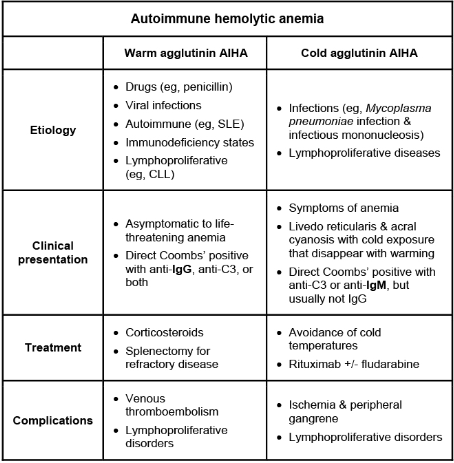 Autoimmune hemolytic anemia
Warm agglutinin AIHA
Cold agglutinin AIHA
Etiology
• Drugs (eg, penicillin)
• Viral infections
• Autoimmune (eg, SLE)
• Immunodeficiency states
• Lymphoproliferative
(eg, CLL)
• Infections (eg, Mycoplasma
pneumoniae infection &
infectious mononucleosis)
• Lymphoproliferative diseases
Clinical
presentation
• Asymptomatic to life-
threatening anemia
• Direct Coombs' positive
with anti-IgG, anti-C3, or
both
• Symptoms of anemia
• Livedo reticularis & acral
cyanosis with cold exposure
that disappear with warming
• Direct Coombs' positive with
anti-C3 or anti-IgM, but
usually not IgG
Treatment
• Corticosteroids
• Splenectomy for
refractory disease
• Avoidance of cold
temperatures
• Rituximab +/- fludarabine
Complications
• Venous
thromboembolism
• Lymphoproliferative
disorders
• Ischemia & peripheral
gangrene
• Lymphoproliferative disorders